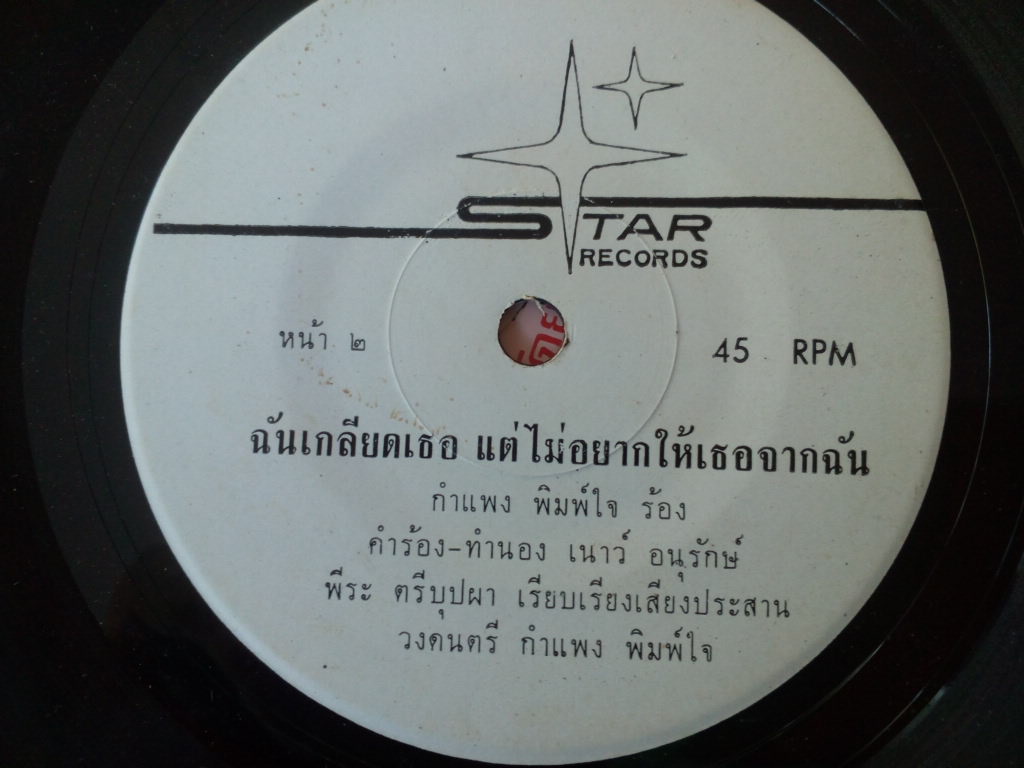 STAR
RECORDS
หน้า ๒
45 RPM
ฉันเกลียดเธอ แต่ไม่อยากให้เธอจากฉัน
กำแพง พิมพ์ใจ ร้อง
คำร้อง-ทำนอง เนาว์ อนุรักษ์
พีระ ตรีบุปผา เรียบเรียงเสียงประสาน
วงดนตรี กำแพง พิมพ์ใจ